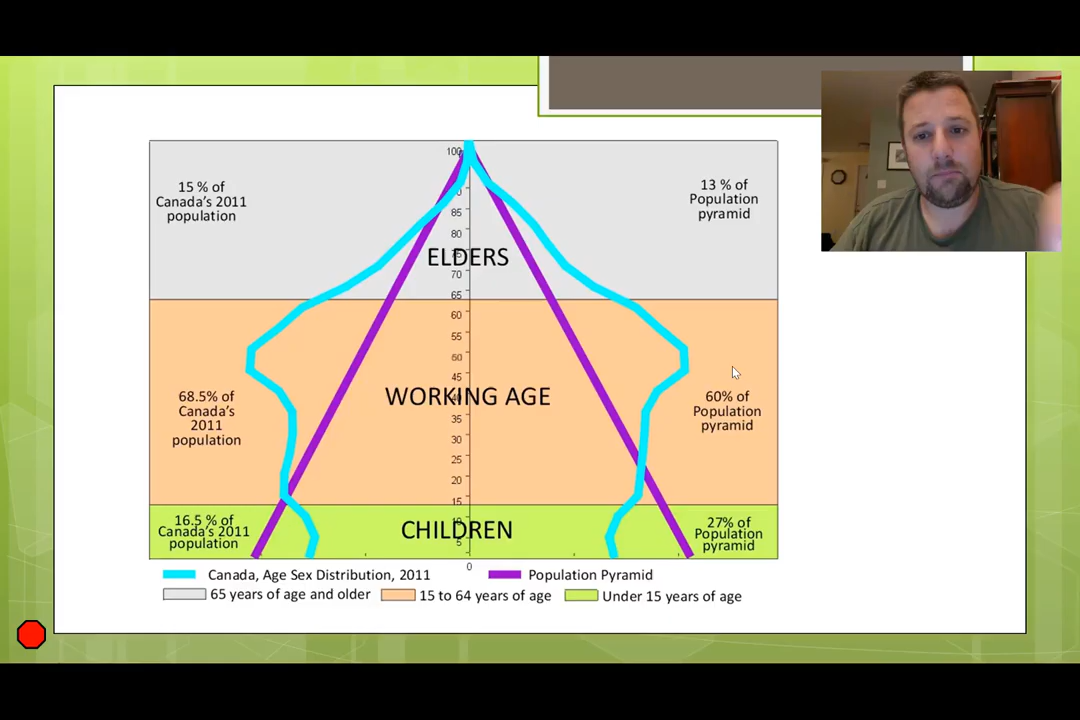 15 % of
Canada's 2011
population
13 % of
Population
pyramid
100
85
80
ELDERS
70
65
60
55
50
45
WORKING AGE
35
30
25
20
15
68.5% of
Canada's
2011
population
60% of
Population
pyramid
16.5 % of
Canada's 2011
population
CHILDREN
5
27% of
Population
pyramid
0
Canada, Age Sex Distribution, 2011
Population Pyramid
65 years of age and older
15 to 64 years of age
Under 15 years of age